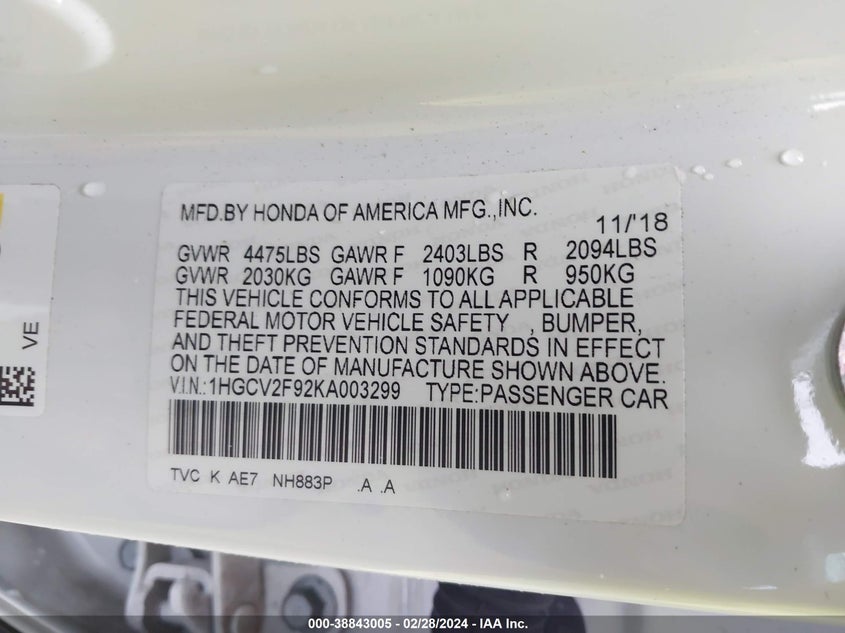 MFD.BY HONDA OF AMERICA MFG.,INC.
11/'18
GVWR 4475LBS GAWR F 2403LBS R 2094LBS
GVWR 2030KG GAWR F 1090KG R 950KG
THIS VEHICLE CONFORMS TO ALL APPLICABLE
FEDERAL MOTOR VEHICLE SAFETY , BUMPER,
AND THEFT PREVENTION STANDARDS IN EFFECT
ON THE DATE OF MANUFACTURE SHOWN ABOVE.
V.I.N.:1HGCV2F92KA003299 TYPE:PASSENGER CAR
TVC K AE7 NH883P .A .A
VE
000-38843005 - 02/28/2024 - IAA Inc.